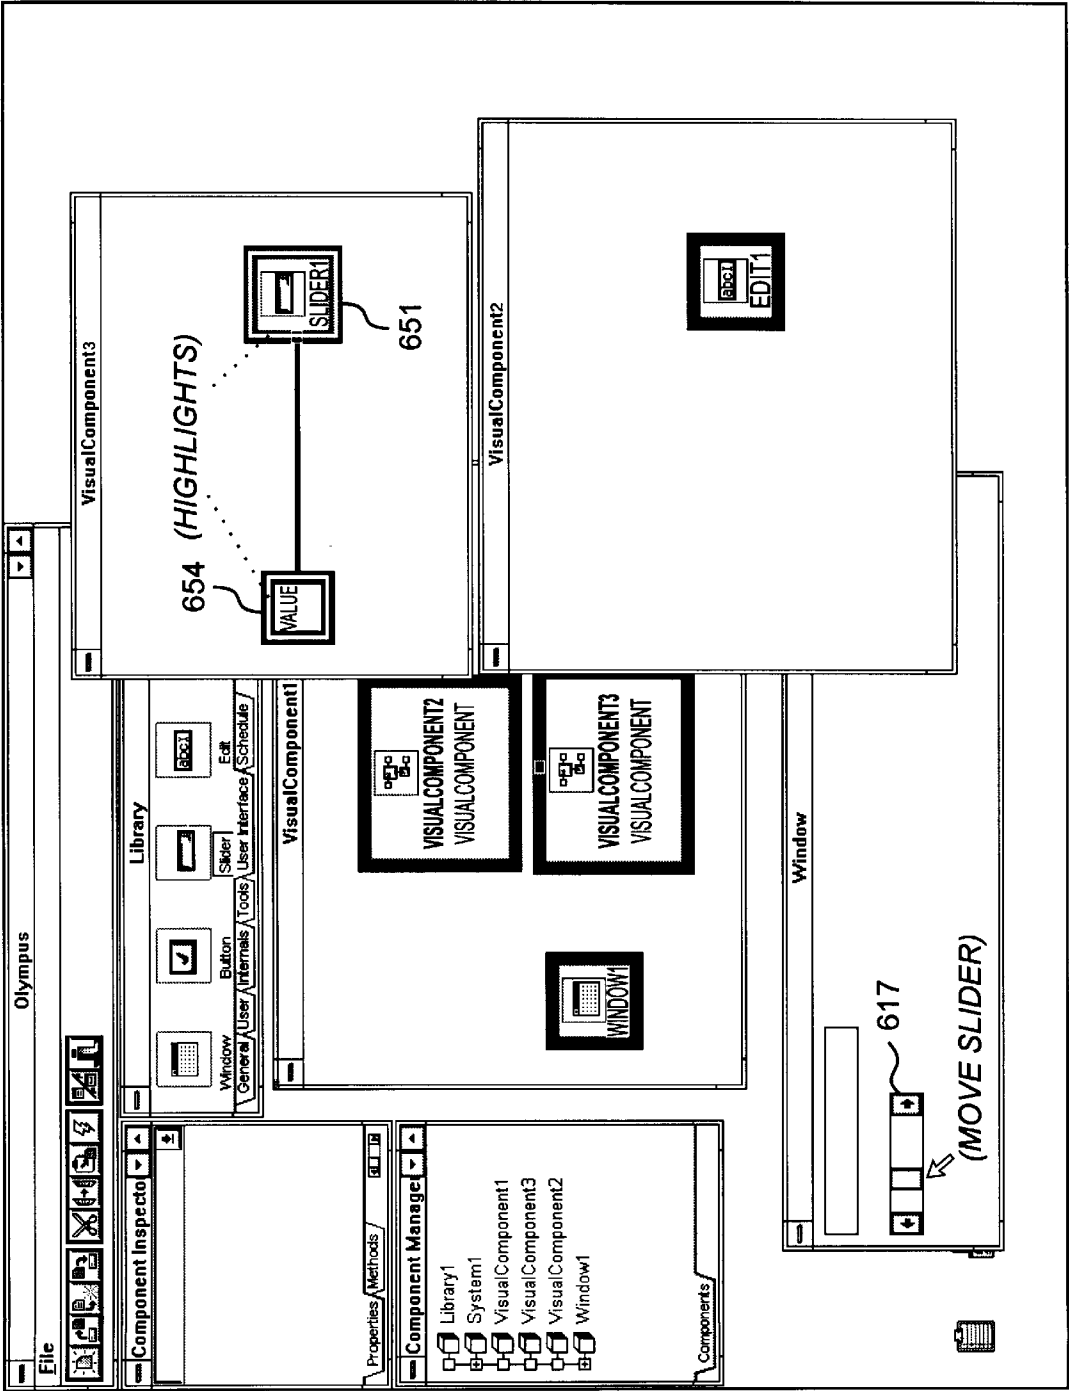 Olympus
File
Component Inspecto
Properties Methods
Library
Window Button Slider Edit
General User Internals Tools User Interface Schedule
VisualComponent3
654 (HIGHLIGHTS)
VALUE
SLIDER1
651
Component Manage
Library1
System1
VisualComponent1
VisualComponent3
VisualComponent2
Window1
Components
VisualComponent1
WINDOW1
VISUALCOMPONENT2
VISUALCOMPONENT
VISUALCOMPONENT3
VISUALCOMPONENT
VisualComponent2
abcI
EDIT1
Window
617
(MOVE SLIDER)
abcI